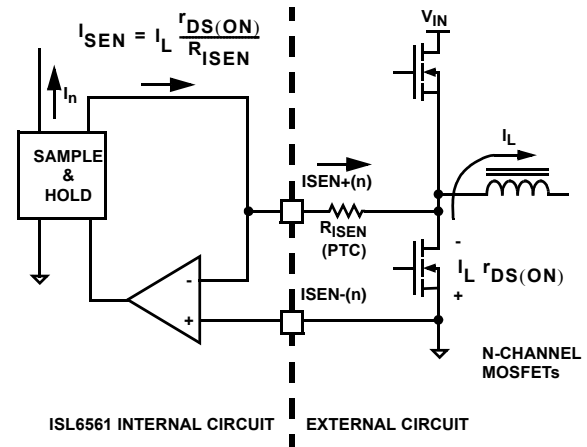 I_SEN = I_L r_DS(ON) / R_ISEN
V_IN
I_n
SAMPLE
&
HOLD
ISEN+(n)
I_L
R_ISEN
(PTC)
-
I_L r_DS(ON)
+
-
+
ISEN-(n)
N-CHANNEL
MOSFETs
ISL6561 INTERNAL CIRCUIT
EXTERNAL CIRCUIT